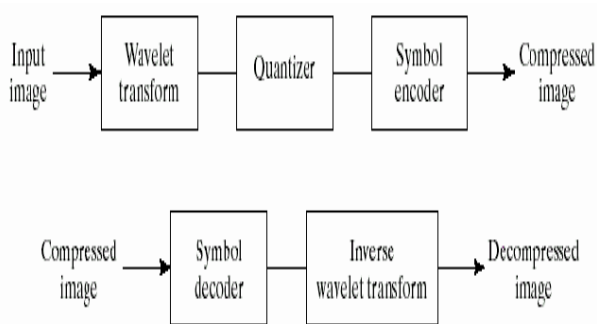 Input
image
Wavelet
transform
Quantizer
Symbol
encoder
Compressed
image
Compressed
image
Symbol
decoder
Inverse
wavelet transform
Decompressed
image